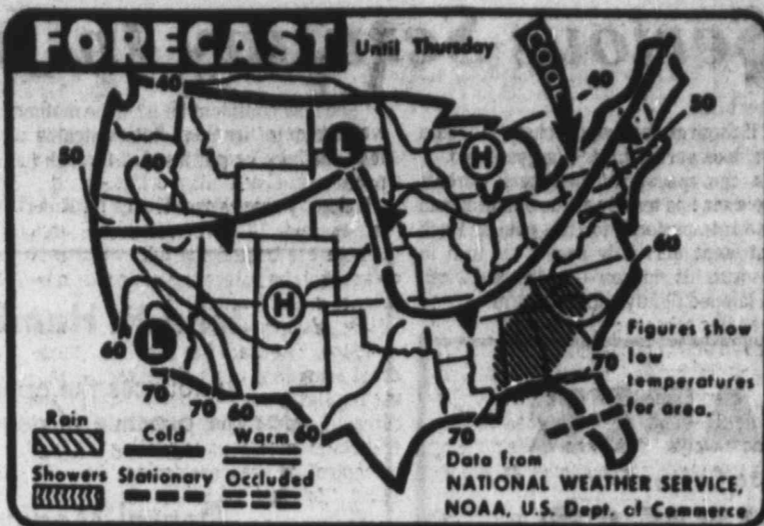 FORECAST Until Thursday
COOL
40
40
50
50
40
L
H
60
H
60
L
70
70
60
60
70
70
Figures show
low
temperatures
for area.
Rain
Cold
Warm
Showers
Stationary
Occluded
Data from
NATIONAL WEATHER SERVICE,
NOAA, U.S. Dept. of Commerce